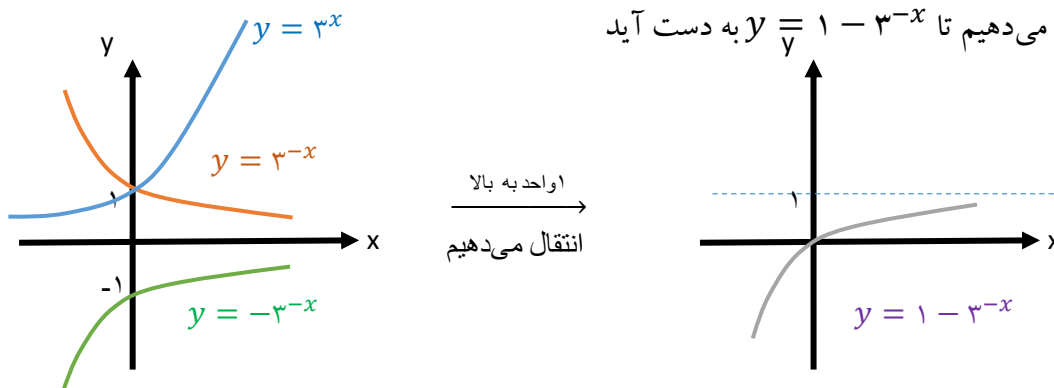 می‌دهیم تا y = ۱ − ۳⁻ˣ به دست آید
y = ۳ˣ
y
y = ۳⁻ˣ
۱
x
-۱
y = −۳⁻ˣ
۱واحد به بالا
انتقال می‌دهیم
y
۱
x
y = ۱ − ۳⁻ˣ